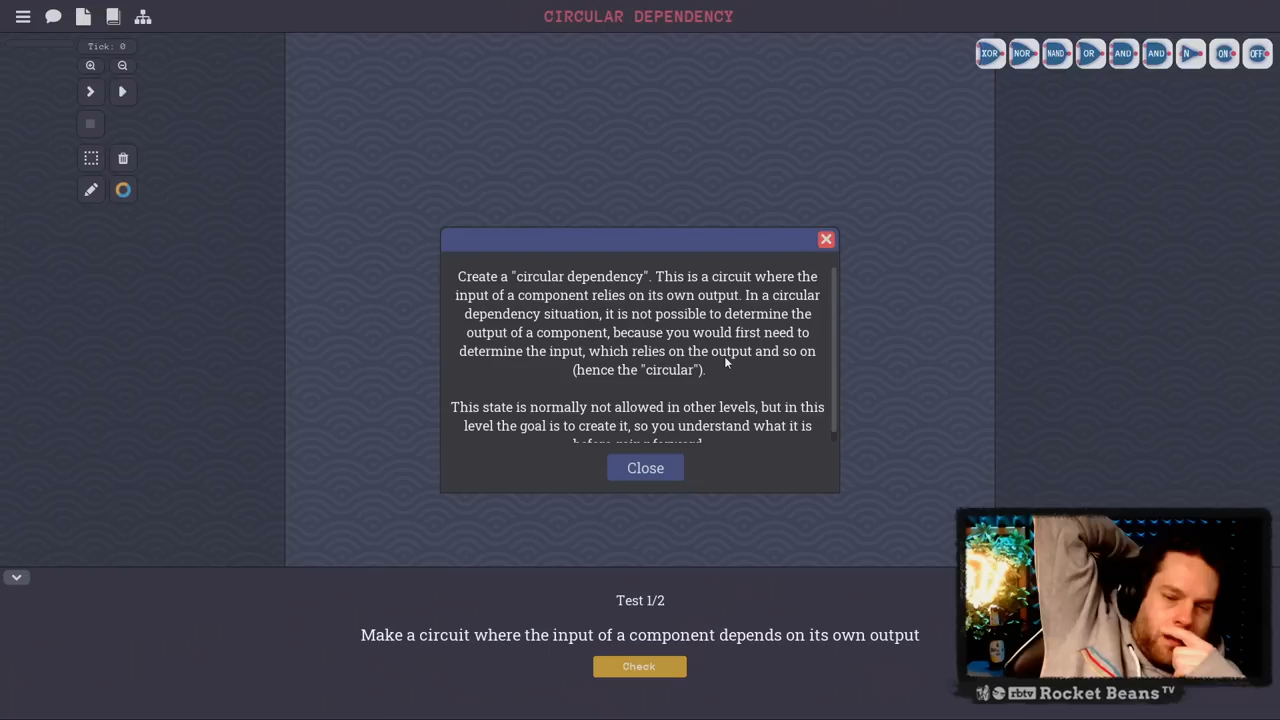 CIRCULAR DEPENDENCY
Tick: 0
XOR NOR NAND OR AND AND N ON OFF
Create a "circular dependency". This is a circuit where the
input of a component relies on its own output. In a circular
dependency situation, it is not possible to determine the
output of a component, because you would first need to
determine the input, which relies on the output and so on
(hence the "circular").
This state is normally not allowed in other levels, but in this
level the goal is to create it, so you understand what it is
before going forward.
Close
Test 1/2
Make a circuit where the input of a component depends on its own output
Check
rbtv Rocket Beans TV